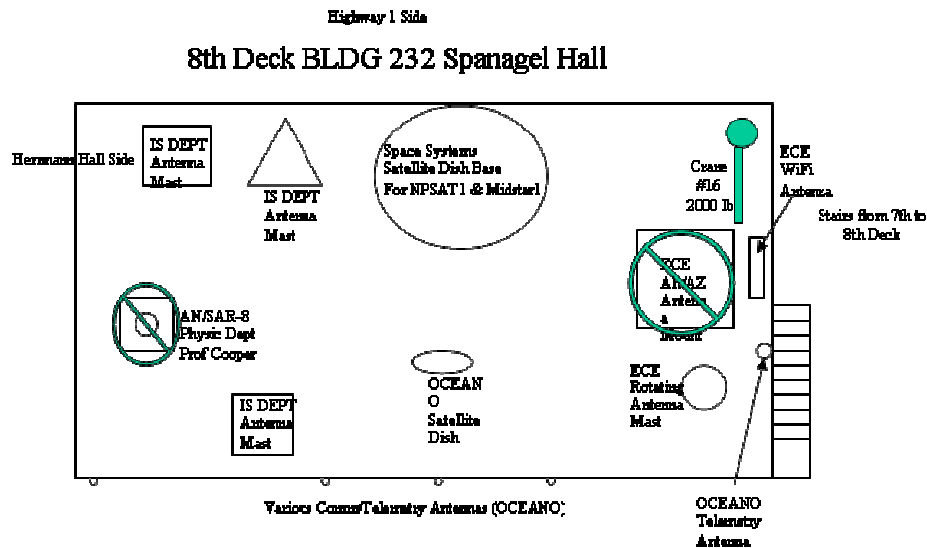 Highway 1 Side
8th Deck BLDG 232 Spanagel Hall
Herrmann Hall Side
IS DEPT
Antenna
Mast
IS DEPT
Antenna
Mast
Space Systems
Satellite Dish Base
For NPSAT1 & Midstar1
Crane
#16
2000 lb
ECE
WiFi
Antenna
Stairs from 7th to
8th Deck
ECE
Antenn
a
AN/SAR-8
Physic Dept
Prof Cooper
OCEAN
O
Satellite
Dish
ECE
Rotating
Antenna
Mast
IS DEPT
Antenna
Mast
Various Comm/Telemetry Antennas (OCEANO)
OCEANO
Telemetry
Antenna